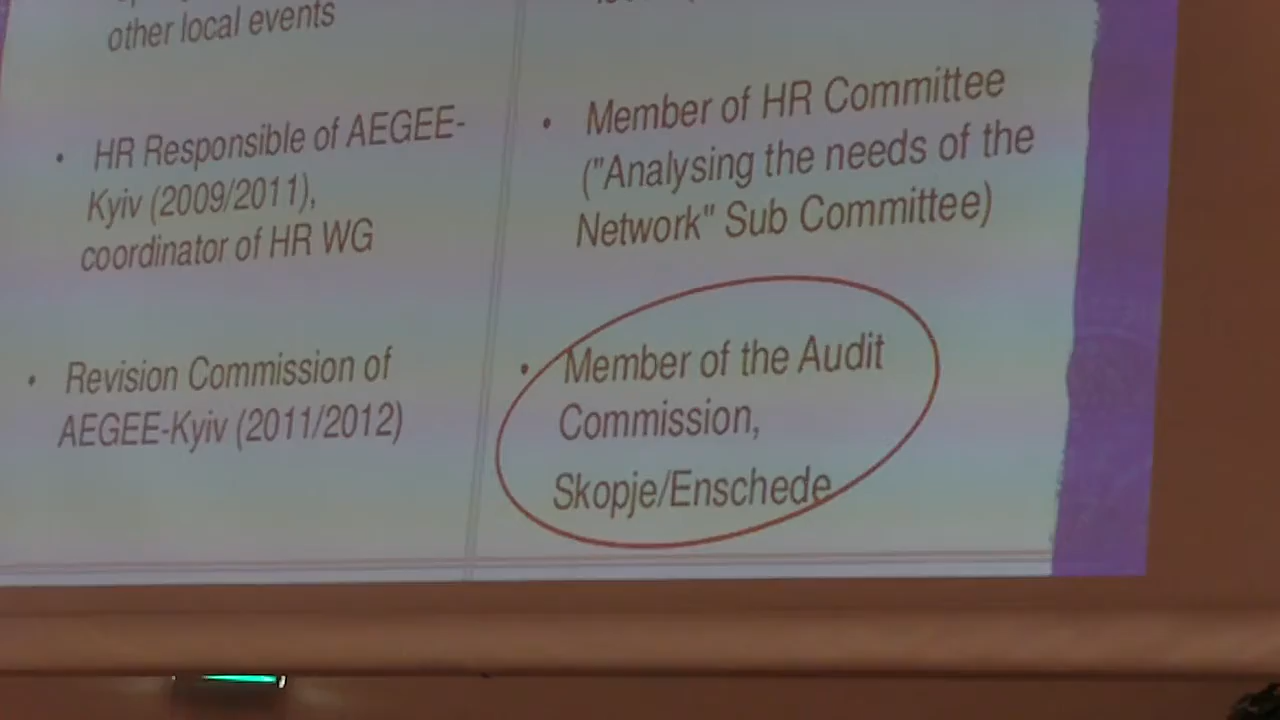 other local events
HR Responsible of AEGEE-
Kyiv (2009/2011),
coordinator of HR WG
Revision Commission of
AEGEE-Kyiv (2011/2012)
Member of HR Committee
("Analysing the needs of the
Network" Sub Committee)
Member of the Audit
Commission,
Skopje/Enschede